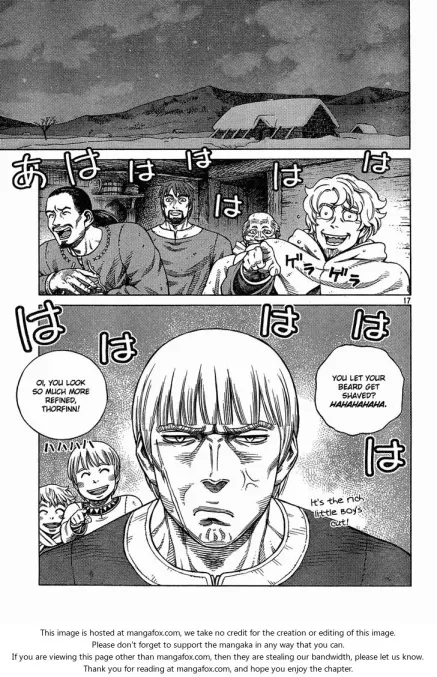 あ
は
は
は
は
は
は
ゲラ
ゲラ
17
は
は
は
は
は
OI, YOU LOOK
SO MUCH MORE
REFINED,
THORFINN!
YOU LET YOUR
BEARD GET
SHAVED?
HAHAHAHAHA.
ハハハハ
It's the rich
little Boy's
Cut!
This image is hosted at mangafox.com, we take no credit for the creation or editing of this image.
Please don't forget to support the mangaka in any way that you can.
If you are viewing this page other than mangafox.com, then they are stealing our bandwidth, please let us know.
Thank you for reading at mangafox.com, and hope you enjoy the chapter.